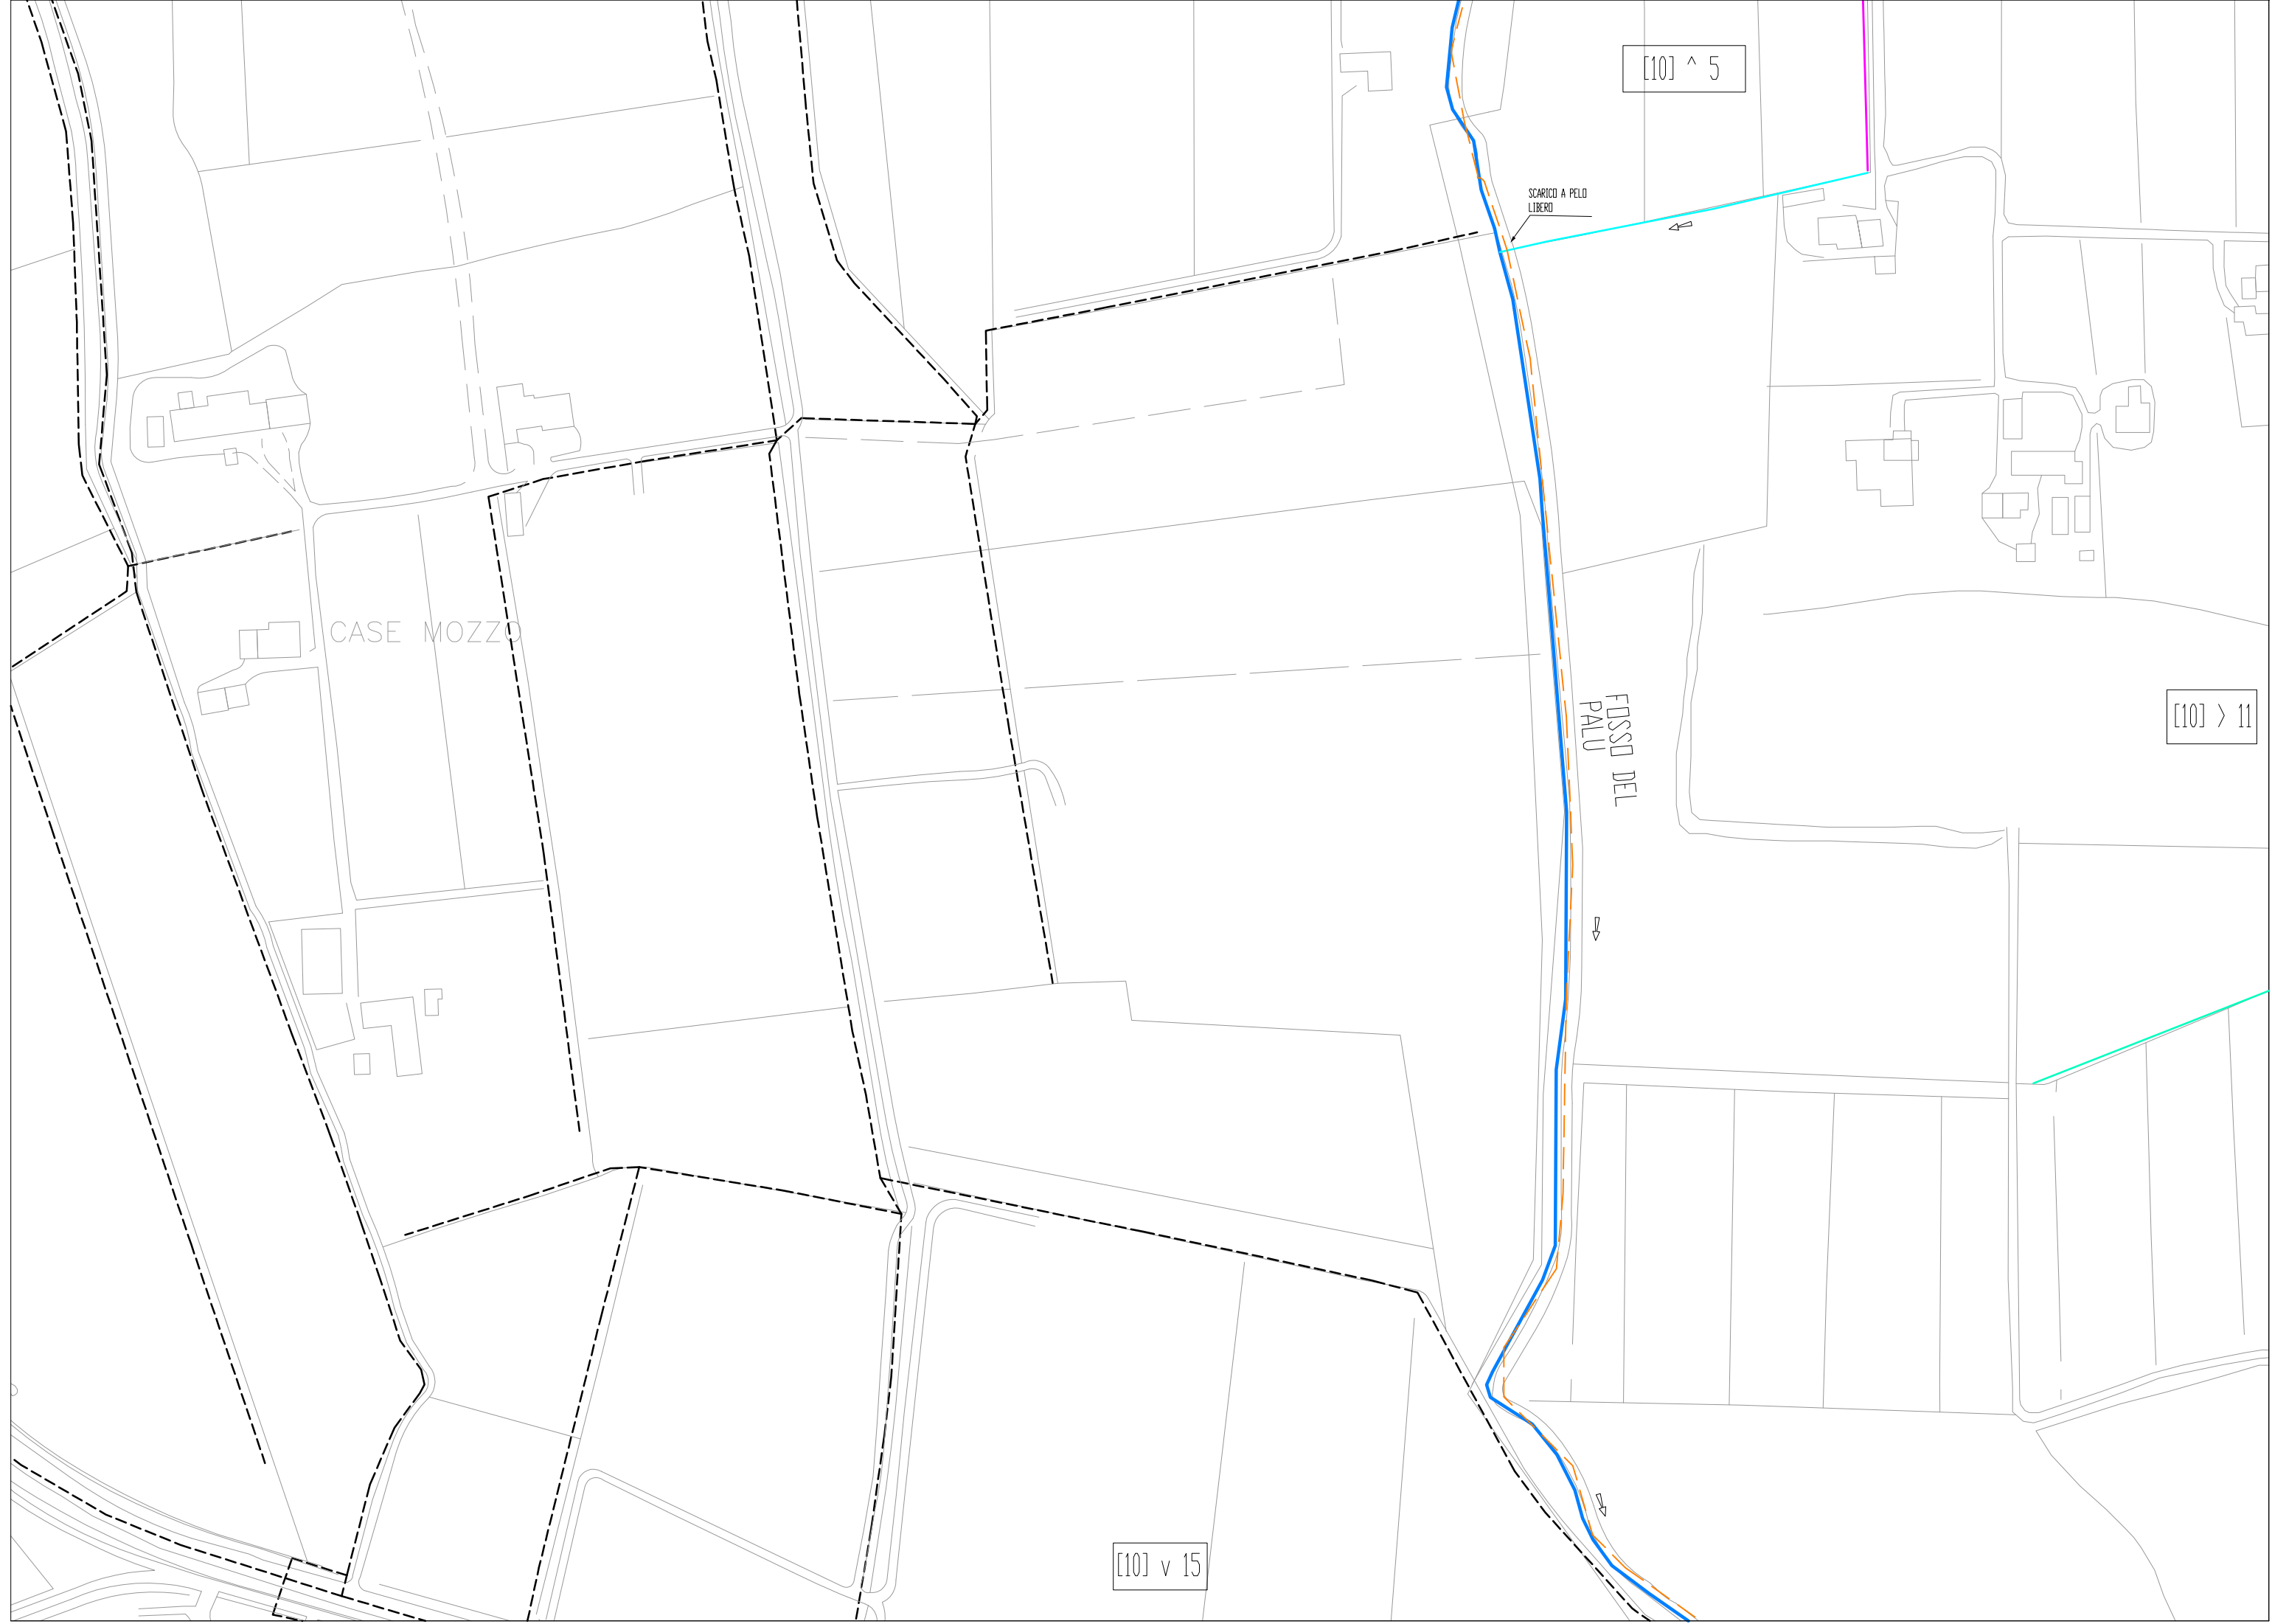 [10] ^ 5
SCARICO A PELO
LIBERO
CASE MOZZO
FOSSO DEL
PALU
[10] > 11
[10] v 15